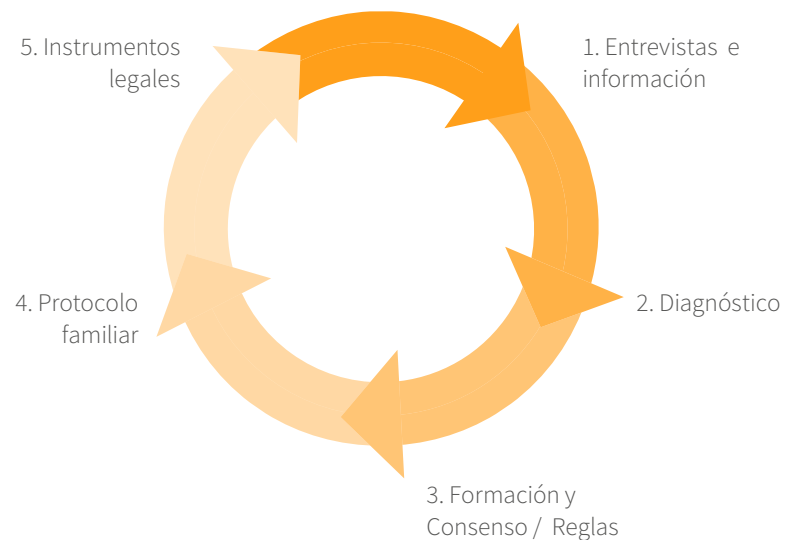 1. Entrevistas e
información
2. Diagnóstico
3. Formación y
Consenso / Reglas
4. Protocolo
familiar
5. Instrumentos
legales